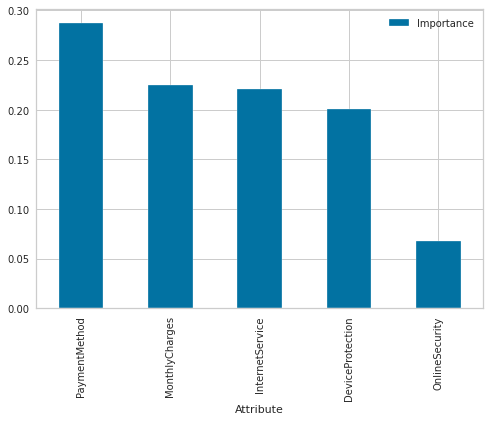 Importance
0.30
0.25
0.20
0.15
0.10
0.05
0.00
PaymentMethod
MonthlyCharges
InternetService
DeviceProtection
OnlineSecurity
Attribute